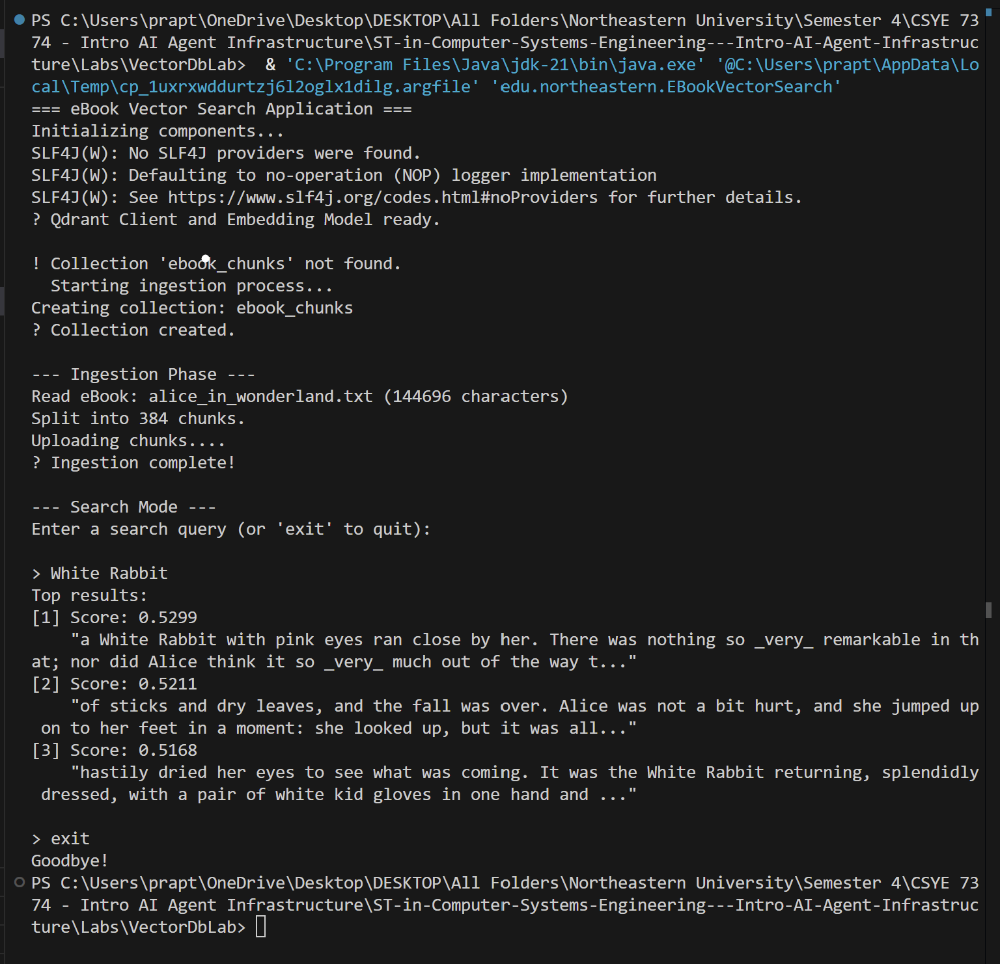 PS C:\Users\prapt\OneDrive\Desktop\DESKTOP\All Folders\Northeastern University\Semester 4\CSYE 73
74 - Intro AI Agent Infrastructure\ST-in-Computer-Systems-Engineering---Intro-AI-Agent-Infrastruc
ture\Labs\VectorDbLab>  & 'C:\Program Files\Java\jdk-21\bin\java.exe' '@C:\Users\prapt\AppData\Lo
cal\Temp\cp_1uxrxwddurtzj6l2oglx1dilg.argfile' 'edu.northeastern.EBookVectorSearch'
=== eBook Vector Search Application ===
Initializing components...
SLF4J(W): No SLF4J providers were found.
SLF4J(W): Defaulting to no-operation (NOP) logger implementation
SLF4J(W): See https://www.slf4j.org/codes.html#noProviders for further details.
? Qdrant Client and Embedding Model ready.

! Collection 'ebook_chunks' not found.
  Starting ingestion process...
Creating collection: ebook_chunks
? Collection created.

--- Ingestion Phase ---
Read eBook: alice_in_wonderland.txt (144696 characters)
Split into 384 chunks.
Uploading chunks....
? Ingestion complete!

--- Search Mode ---
Enter a search query (or 'exit' to quit):

> White Rabbit
Top results:
[1] Score: 0.5299
    "a White Rabbit with pink eyes ran close by her. There was nothing so _very_ remarkable in th
at; nor did Alice think it so _very_ much out of the way t..."
[2] Score: 0.5211
    "of sticks and dry leaves, and the fall was over. Alice was not a bit hurt, and she jumped up
 on to her feet in a moment: she looked up, but it was all..."
[3] Score: 0.5168
    "hastily dried her eyes to see what was coming. It was the White Rabbit returning, splendidly
 dressed, with a pair of white kid gloves in one hand and ..."

> exit
Goodbye!
PS C:\Users\prapt\OneDrive\Desktop\DESKTOP\All Folders\Northeastern University\Semester 4\CSYE 73
74 - Intro AI Agent Infrastructure\ST-in-Computer-Systems-Engineering---Intro-AI-Agent-Infrastruc
ture\Labs\VectorDbLab>